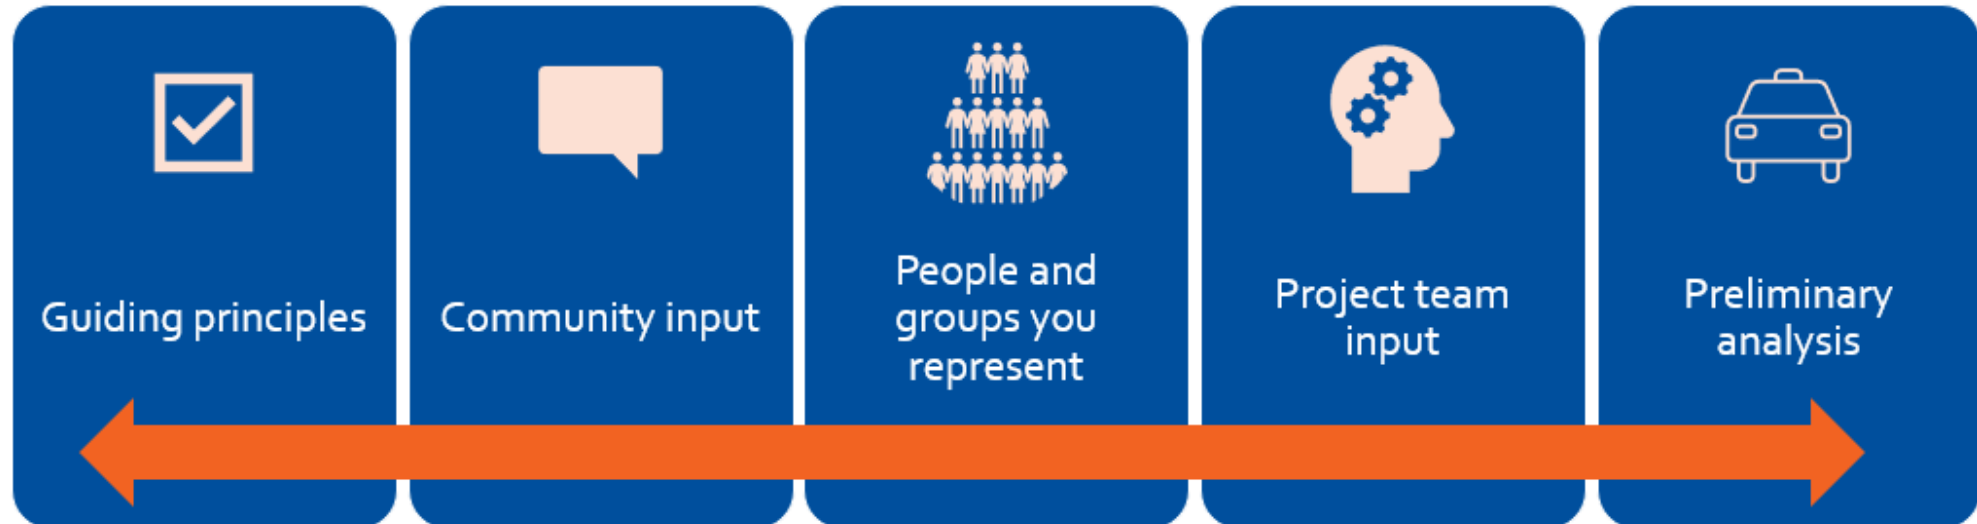 Guiding principles
Community input
People and
groups you
represent
Project team
input
Preliminary
analysis